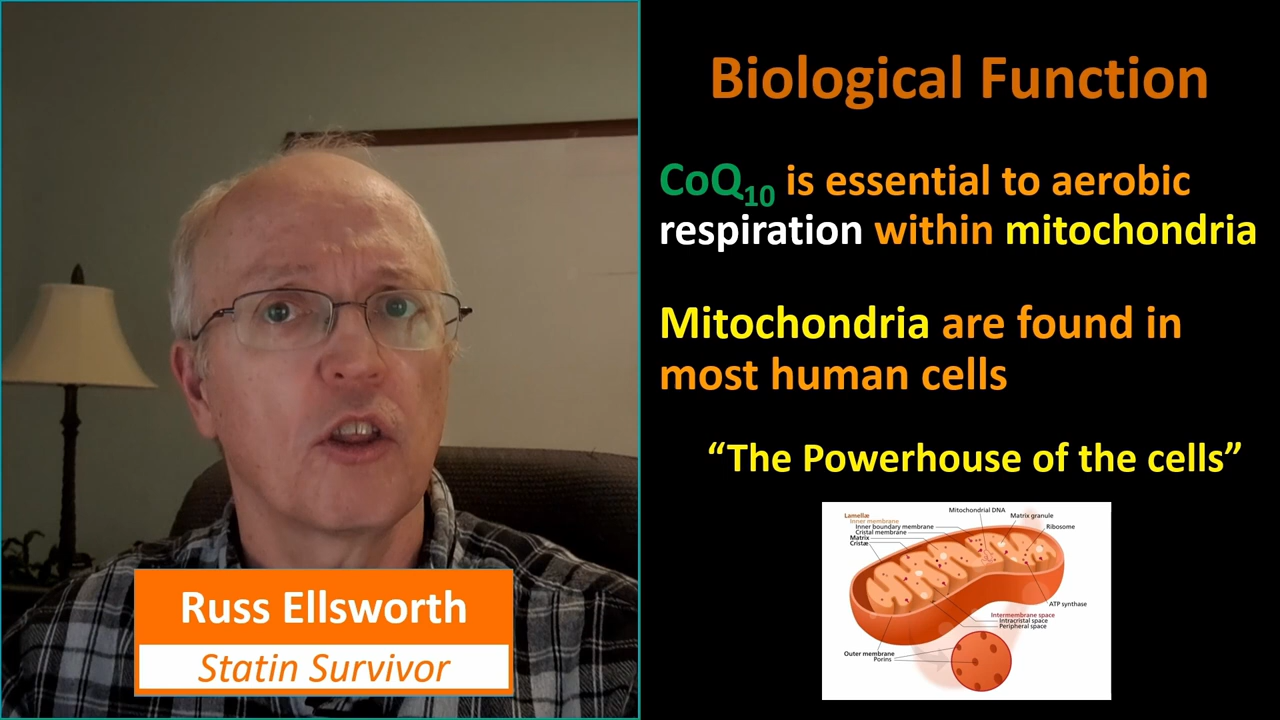 Biological Function
CoQ10 is essential to aerobic
respiration within mitochondria
Mitochondria are found in
most human cells
“The Powerhouse of the cells”
Mitochondrial DNA
Lamellæ
Matrix granule
Inner membrane
Inner boundary membrane
Ribosome
Cristal membrane
Matrix
Cristæ
ATP synthase
Intermembrane space
Intracristal space
Peripheral space
Outer membrane
Porins
Russ Ellsworth
Statin Survivor